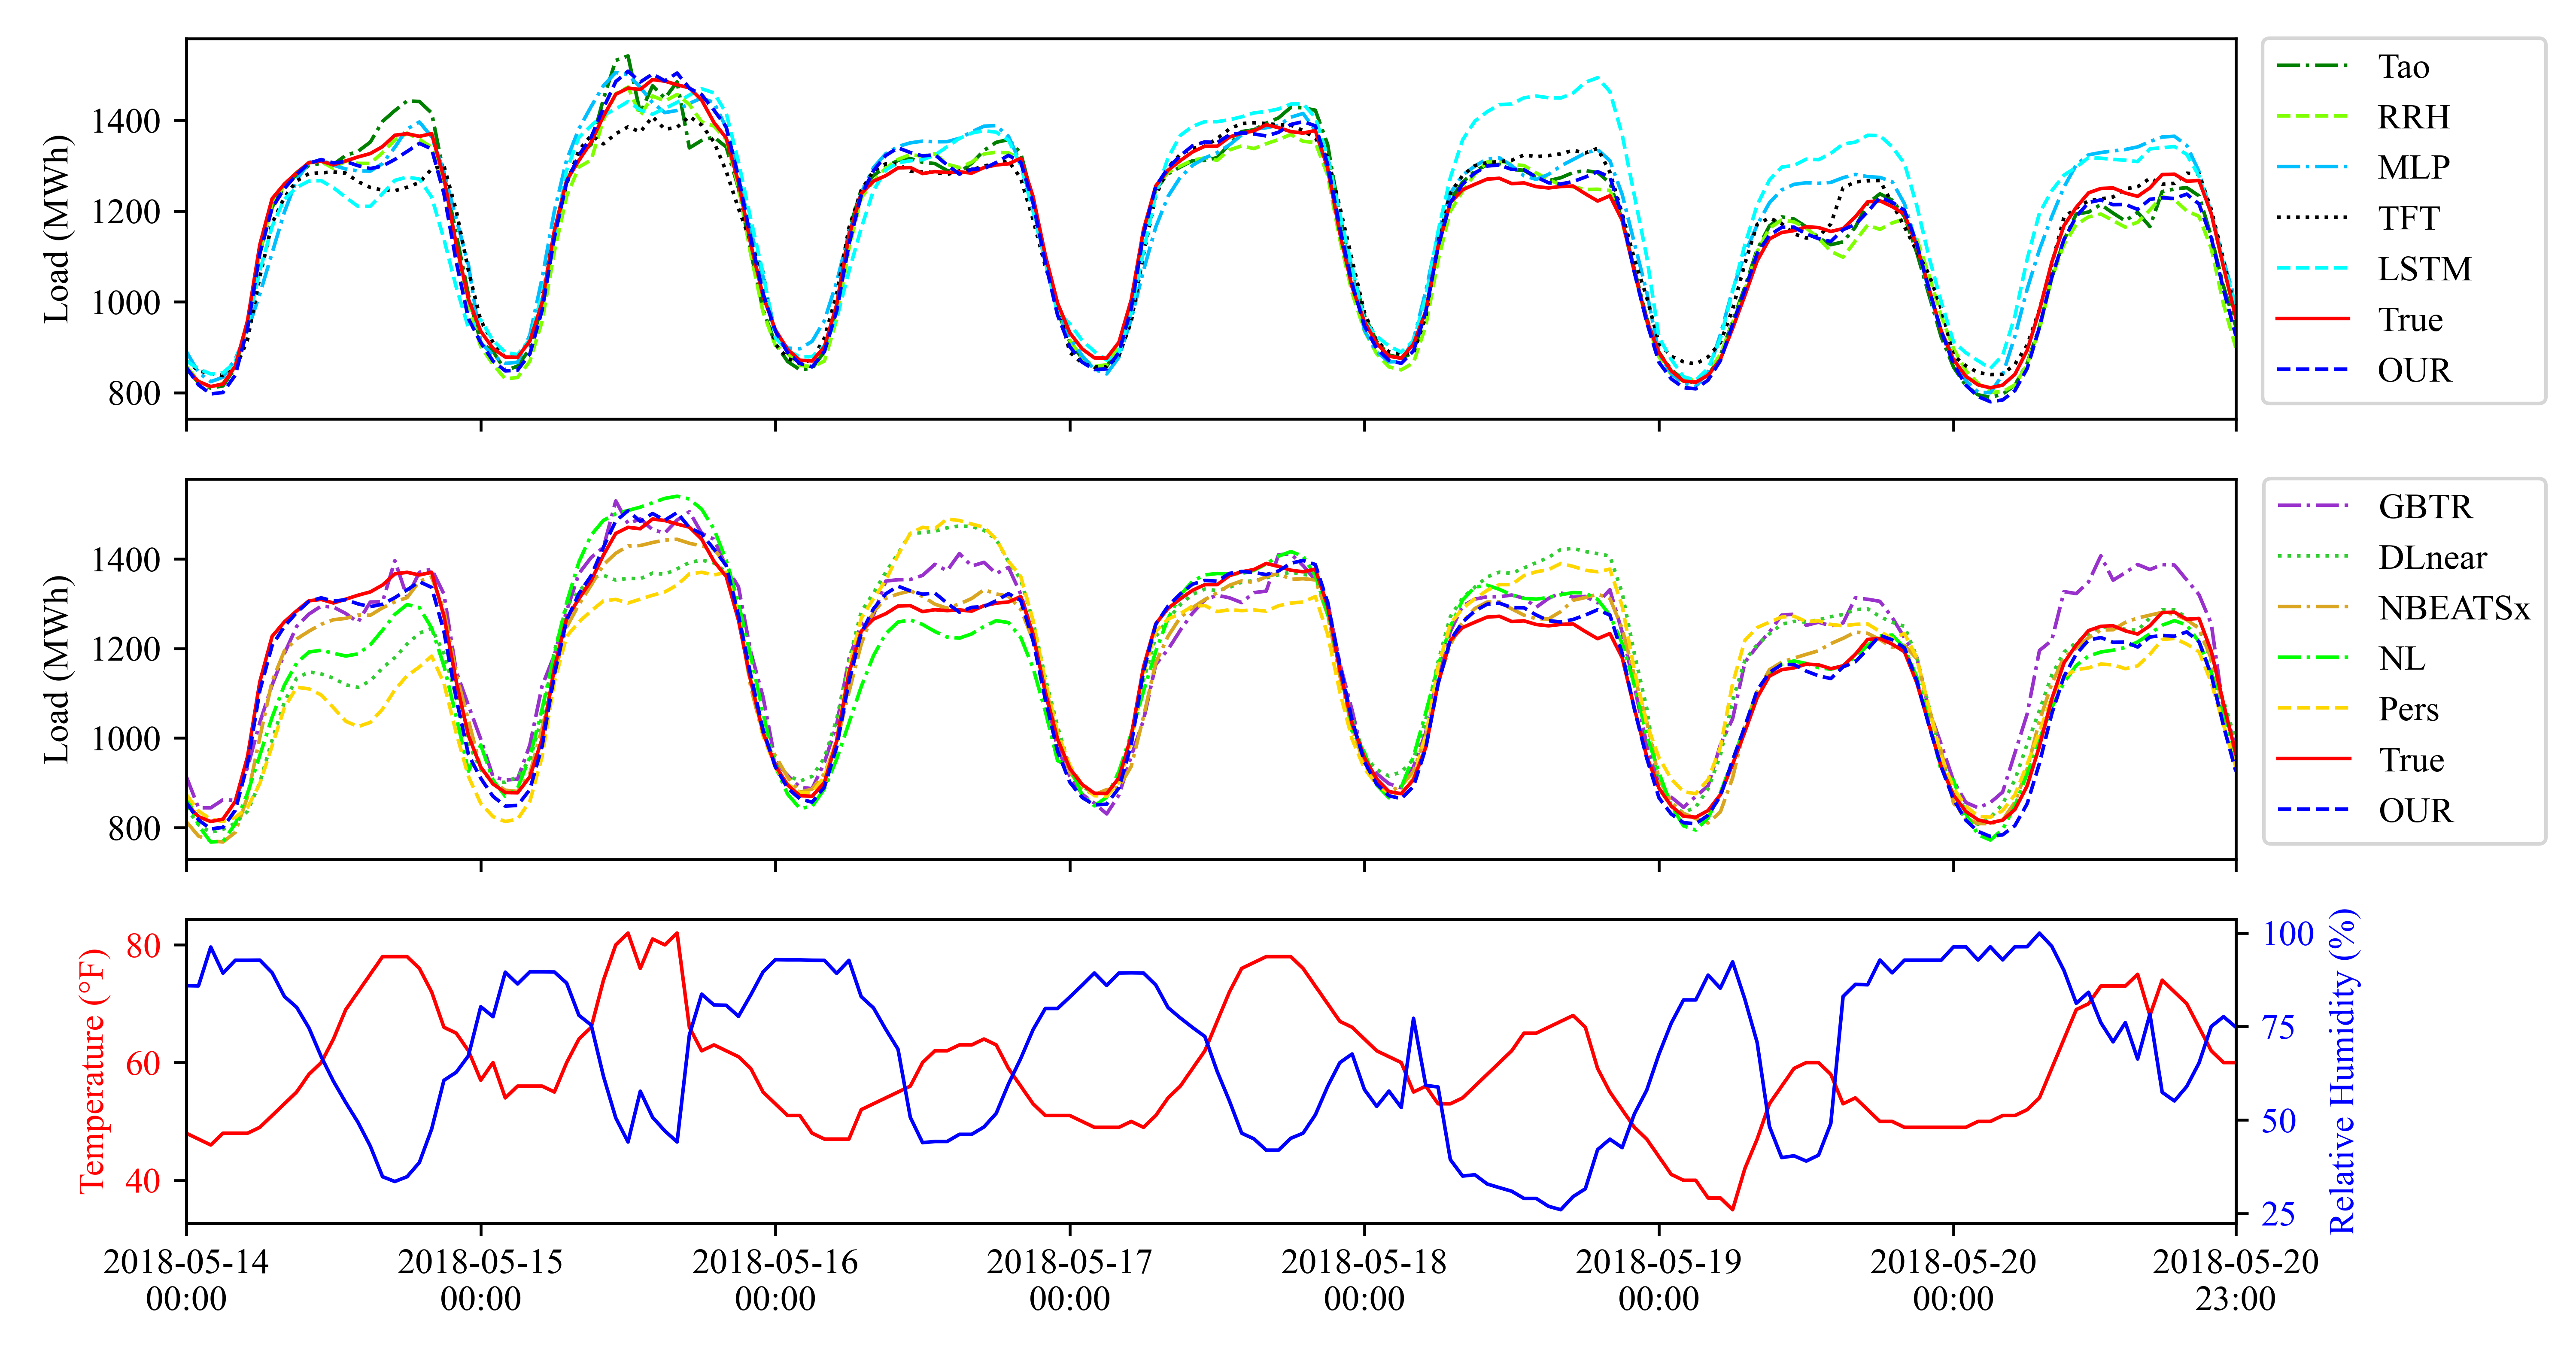 Load (MWh)
1400
1200
1000
800
Tao
RRH
MLP
TFT
LSTM
True
OUR
Load (MWh)
1400
1200
1000
800
GBTR
DLnear
NBEATSx
NL
Pers
True
OUR
Temperature (°F)
80
60
40
100
75
50
25
Relative Humidity (%)
2018-05-14 2018-05-15 2018-05-16 2018-05-17 2018-05-18 2018-05-19 2018-05-20 2018-05-20
00:00 00:00 00:00 00:00 00:00 00:00 00:00 23:00